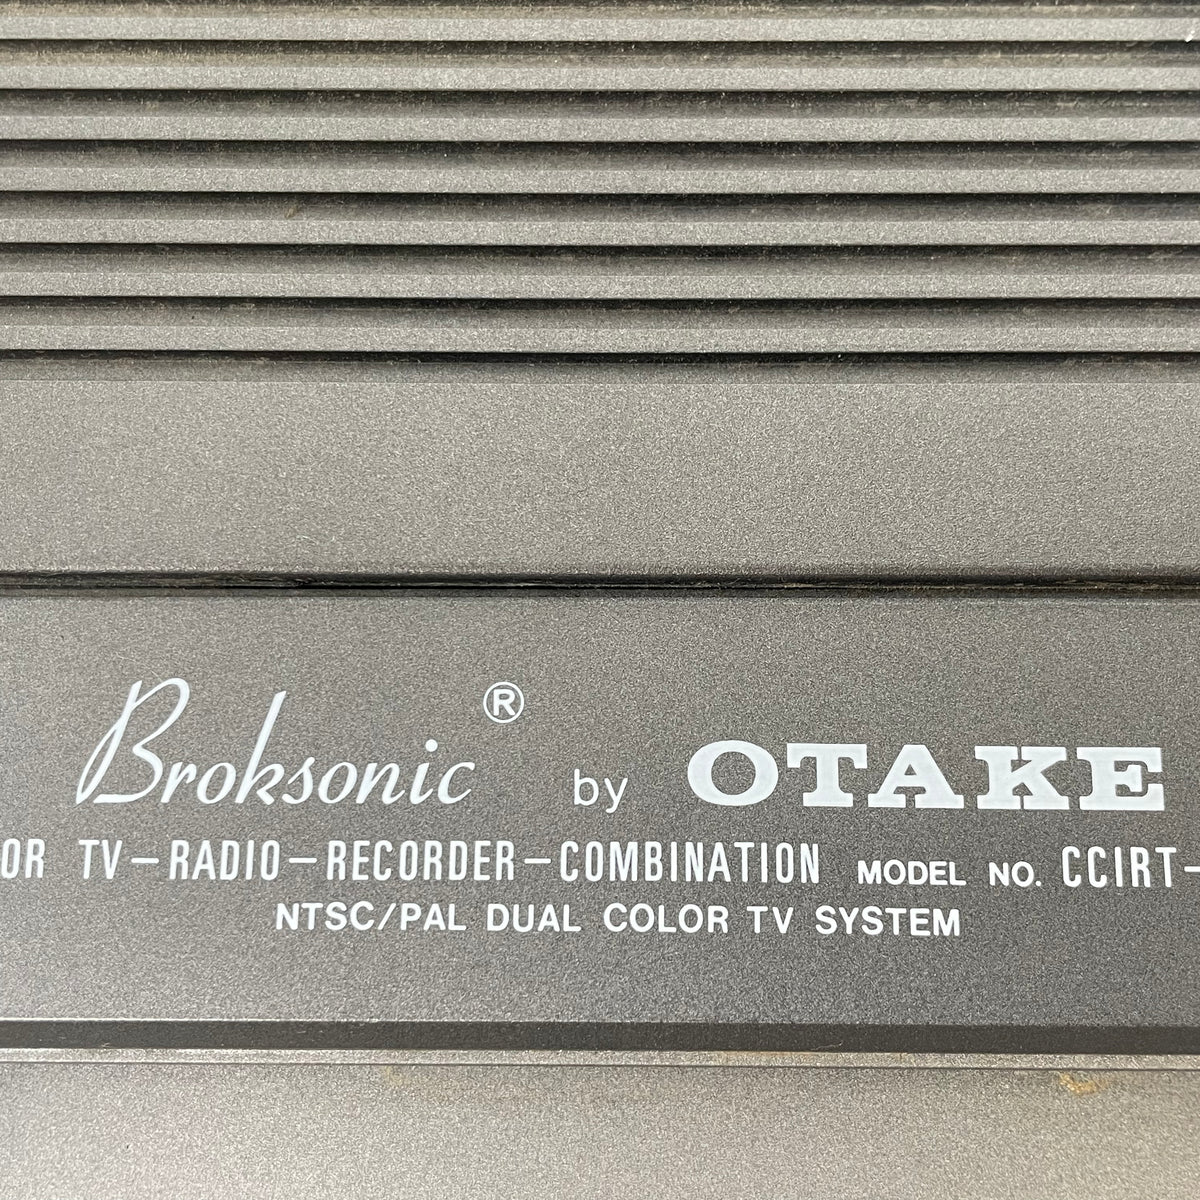 Broksonic ® by OTAKE
OR TV-RADIO-RECORDER-COMBINATION MODEL NO. CCIRT-
NTSC/PAL DUAL COLOR TV SYSTEM